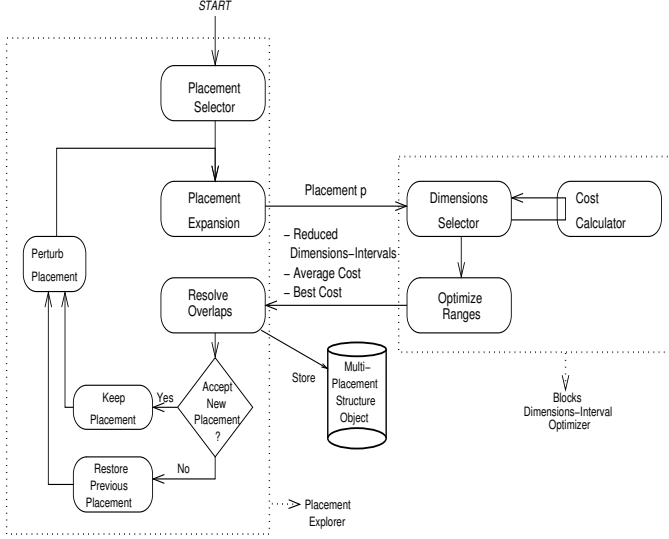 START
Placement
Selector
Placement
Expansion
Placement p
Dimensions
Selector
Cost
Calculator
– Reduced
Dimensions–Intervals
– Average Cost
– Best Cost
Perturb
Placement
Resolve
Overlaps
Optimize
Ranges
Store
Multi–
Placement
Structure
Object
Accept
New
Placement
?
Yes
Keep
Placement
No
Restore
Previous
Placement
Blocks
Dimensions–Interval
Optimizer
Placement
Explorer